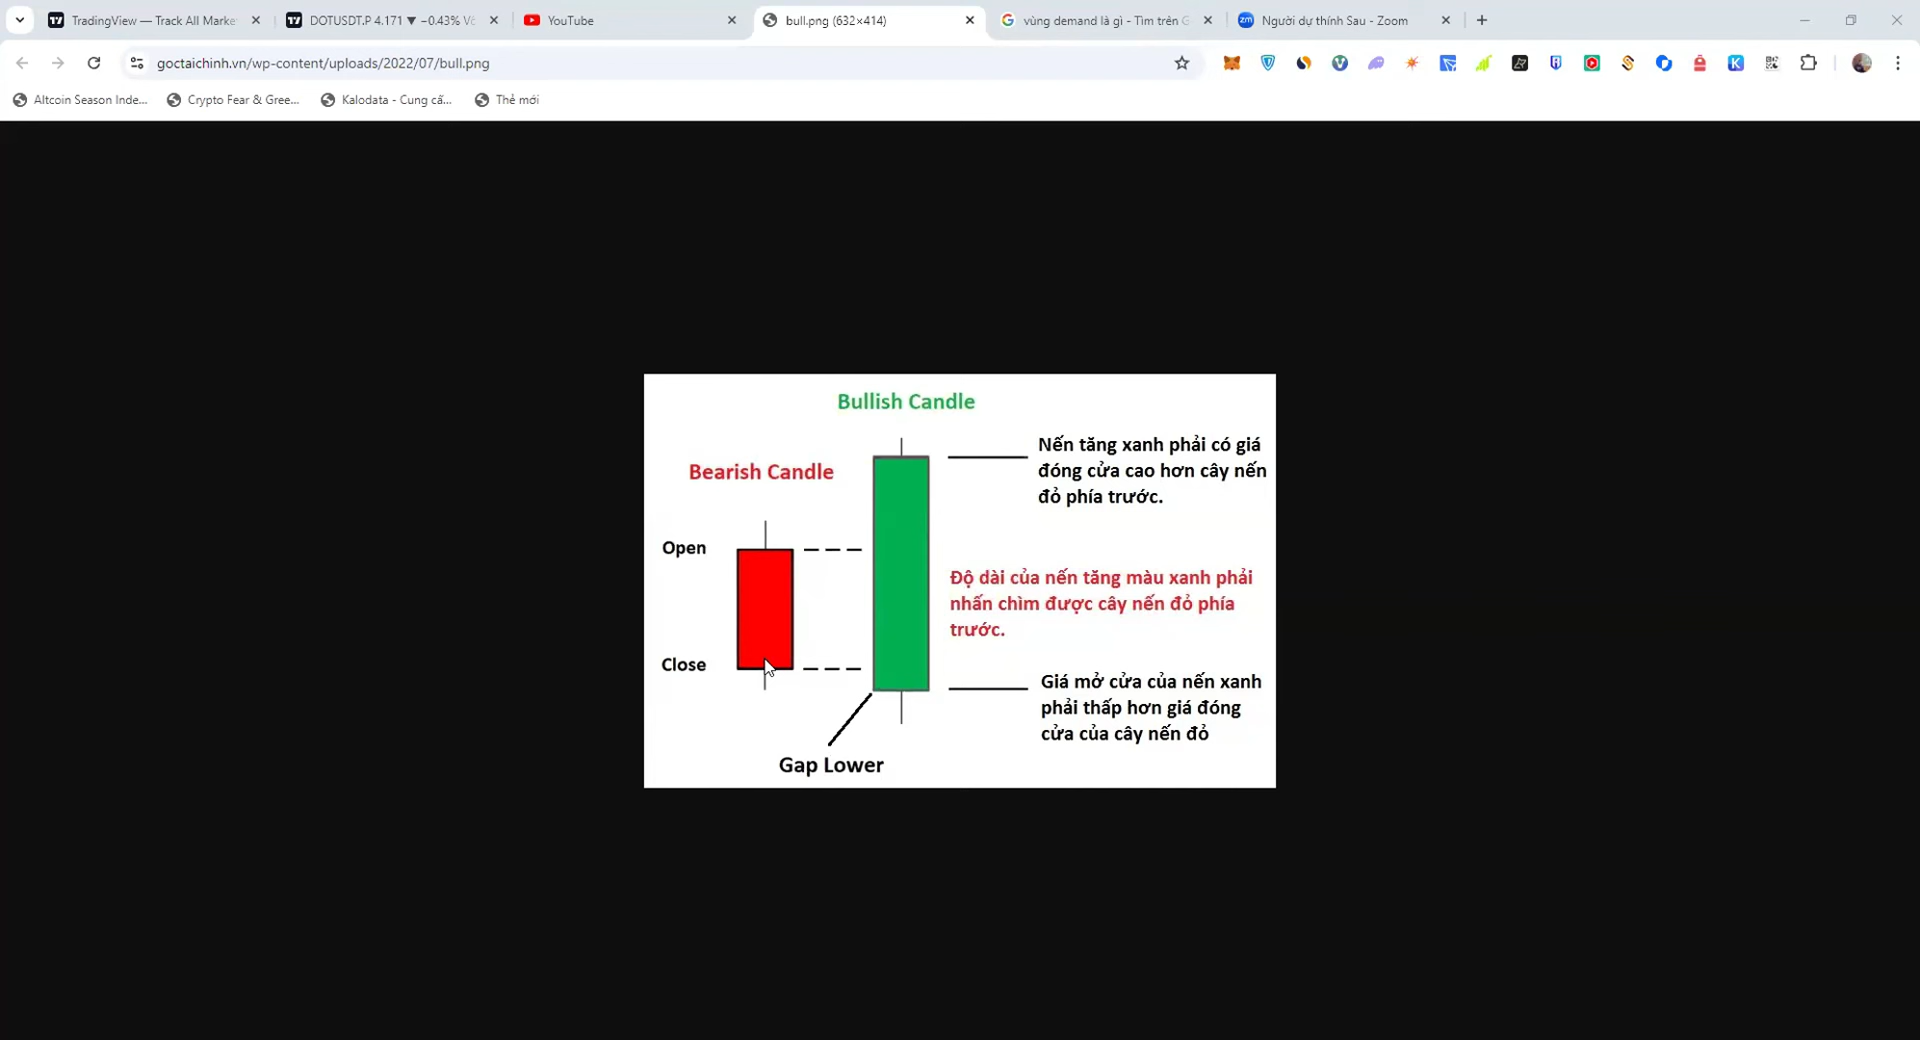 TradingView — Track All Marke
DOTUSDT.P 4.171 ▼ −0.43% Vô
YouTube
bull.png (632×414)
vùng demand là gì - Tìm trên G
zm
Người dự thính Sau - Zoom
goctaichinh.vn/wp-content/uploads/2022/07/bull.png
Altcoin Season Inde...
Crypto Fear & Gree...
Kalodata - Cung cấ...
Thẻ mới
Bullish Candle
Bearish Candle
Nến tăng xanh phải có giá
đóng cửa cao hơn cây nến
đỏ phía trước.
Open
Độ dài của nến tăng màu xanh phải
nhấn chìm được cây nến đỏ phía
trước.
Close
Giá mở cửa của nến xanh
phải thấp hơn giá đóng
cửa của cây nến đỏ
Gap Lower